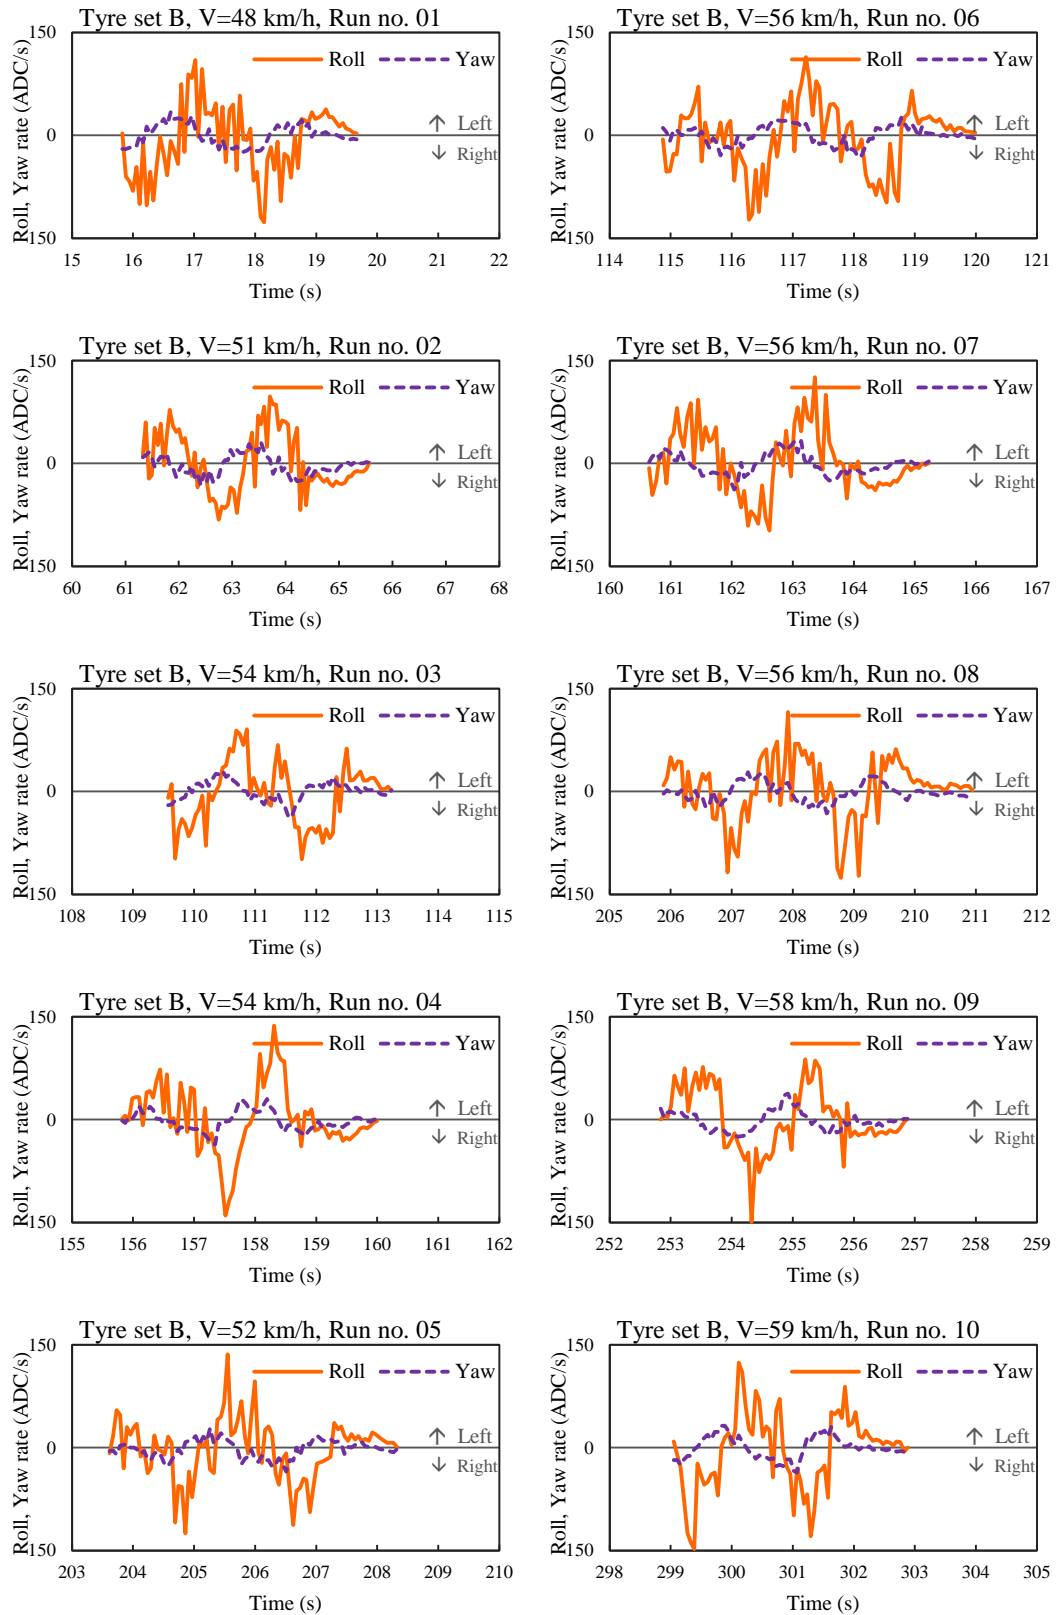 Tyre set B, V=48 km/h, Run no. 01
Roll, Yaw rate (ADC/s)
150
0
150
Roll Yaw
↑ Left
↓ Right
15 16 17 18 19 20 21 22
Time (s)
Tyre set B, V=56 km/h, Run no. 06
Roll, Yaw rate (ADC/s)
150
0
150
Roll Yaw
↑ Left
↓ Right
114 115 116 117 118 119 120 121
Time (s)
Tyre set B, V=51 km/h, Run no. 02
Roll, Yaw rate (ADC/s)
150
0
150
Roll Yaw
↑ Left
↓ Right
60 61 62 63 64 65 66 67 68
Time (s)
Tyre set B, V=56 km/h, Run no. 07
Roll, Yaw rate (ADC/s)
150
0
150
Roll Yaw
↑ Left
↓ Right
160 161 162 163 164 165 166 167
Time (s)
Tyre set B, V=54 km/h, Run no. 03
Roll, Yaw rate (ADC/s)
150
0
150
Roll Yaw
↑ Left
↓ Right
108 109 110 111 112 113 114 115
Time (s)
Tyre set B, V=56 km/h, Run no. 08
Roll, Yaw rate (ADC/s)
150
0
150
Roll Yaw
↑ Left
↓ Right
205 206 207 208 209 210 211 212
Time (s)
Tyre set B, V=54 km/h, Run no. 04
Roll, Yaw rate (ADC/s)
150
0
150
Roll Yaw
↑ Left
↓ Right
155 156 157 158 159 160 161 162
Time (s)
Tyre set B, V=58 km/h, Run no. 09
Roll, Yaw rate (ADC/s)
150
0
150
Roll Yaw
↑ Left
↓ Right
252 253 254 255 256 257 258 259
Time (s)
Tyre set B, V=52 km/h, Run no. 05
Roll, Yaw rate (ADC/s)
150
0
150
Roll Yaw
↑ Left
↓ Right
203 204 205 206 207 208 209 210
Time (s)
Tyre set B, V=59 km/h, Run no. 10
Roll, Yaw rate (ADC/s)
150
0
150
Roll Yaw
↑ Left
↓ Right
299 300 301 302 303 304 305
Time (s)